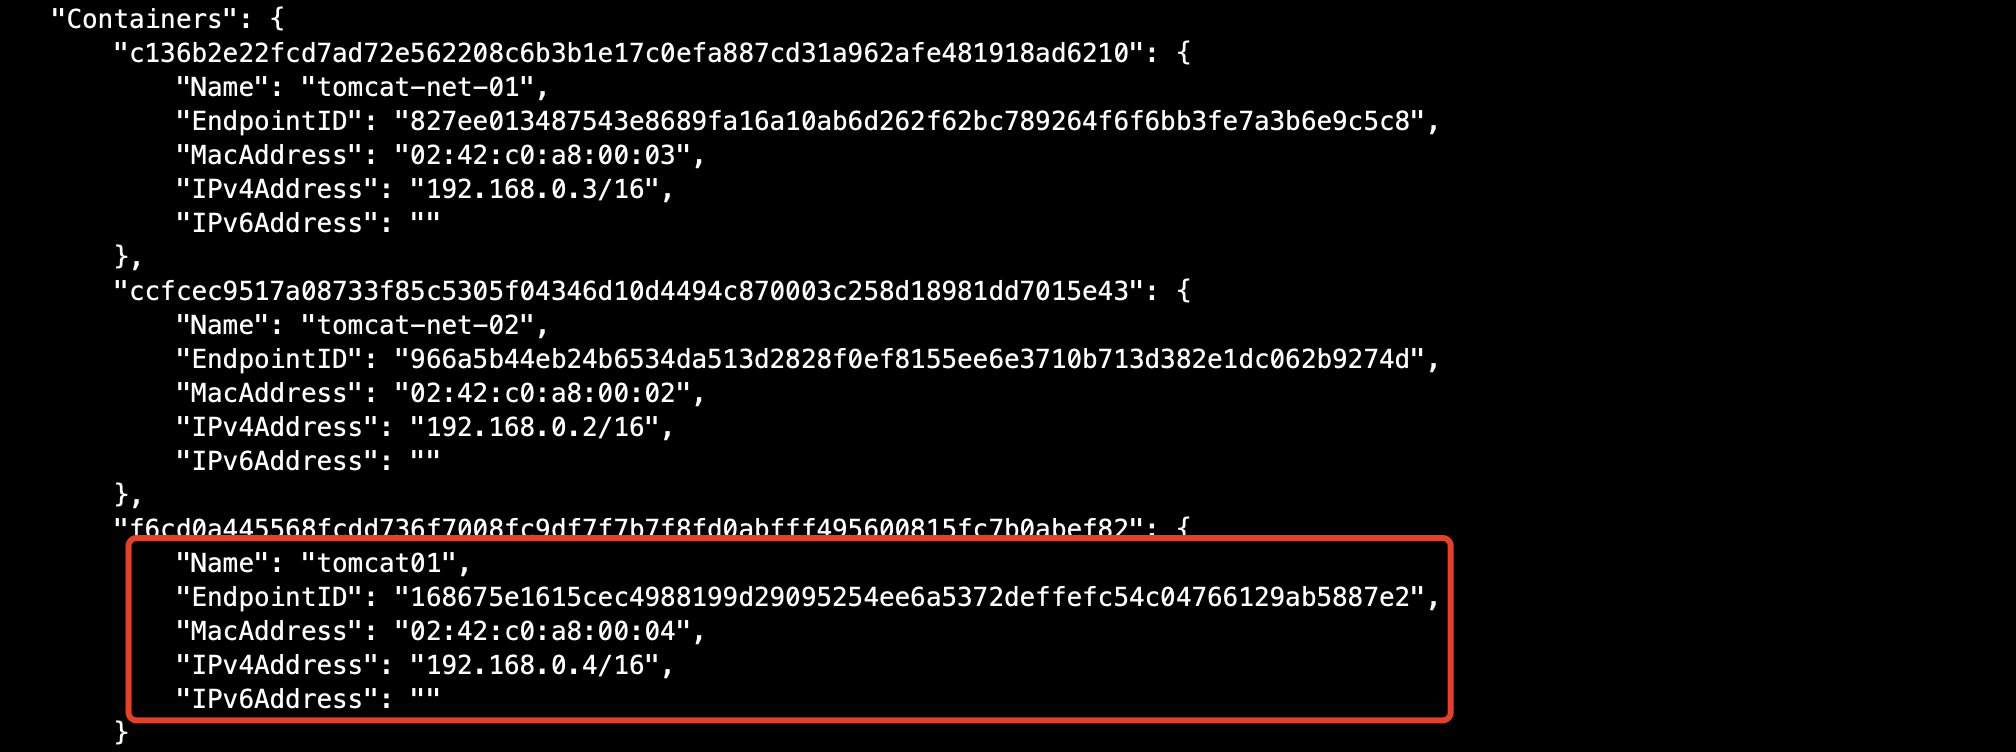 "Containers": {
"c136b2e22fcd7ad72e562208c6b3b1e17c0efa887cd31a962afe481918ad6210": {
"Name": "tomcat-net-01",
"EndpointID": "827ee013487543e8689fa16a10ab6d262f62bc789264f6f6bb3fe7a3b6e9c5c8",
"MacAddress": "02:42:c0:a8:00:03",
"IPv4Address": "192.168.0.3/16",
"IPv6Address": ""
},
"ccfcec9517a08733f85c5305f04346d10d4494c870003c258d18981dd7015e43": {
"Name": "tomcat-net-02",
"EndpointID": "966a5b44eb24b6534da513d2828f0ef8155ee6e3710b713d382e1dc062b9274d",
"MacAddress": "02:42:c0:a8:00:02",
"IPv4Address": "192.168.0.2/16",
"IPv6Address": ""
},
"f6cd0a445568fcdd736f7008fc9df7f7b7f8fd0abfff495600815fc7b0abef82": {
"Name": "tomcat01",
"EndpointID": "168675e1615cec4988199d29095254ee6a5372deffefc54c04766129ab5887e2",
"MacAddress": "02:42:c0:a8:00:04",
"IPv4Address": "192.168.0.4/16",
"IPv6Address": ""
}